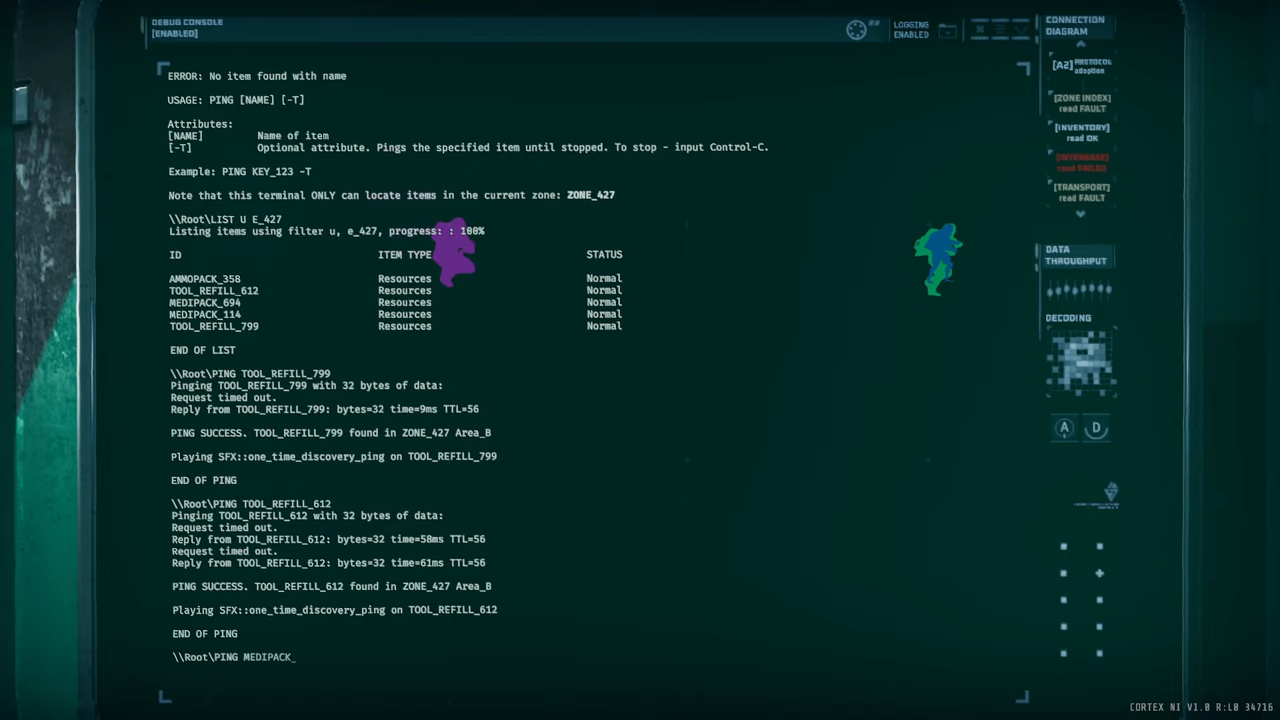 DEBUG CONSOLE
[ENABLED]
LOGGING
ENABLED
ERROR: No item found with name
USAGE: PING [NAME] [-T]
Attributes:
[NAME] Name of item
[-T] Optional attribute. Pings the specified item until stopped. To stop - input Control-C.
Example: PING KEY_123 -T
Note that this terminal ONLY can locate items in the current zone: ZONE_427
\\Root\LIST U E_427
Listing items using filter u, e_427, progress: : 100%
ID ITEM TYPE STATUS
AMMOPACK_358 Resources Normal
TOOL_REFILL_612 Resources Normal
MEDIPACK_694 Resources Normal
MEDIPACK_114 Resources Normal
TOOL_REFILL_799 Resources Normal
END OF LIST
\\Root\PING TOOL_REFILL_799
Pinging TOOL_REFILL_799 with 32 bytes of data:
Request timed out.
Reply from TOOL_REFILL_799: bytes=32 time=9ms TTL=56
PING SUCCESS. TOOL_REFILL_799 found in ZONE_427 Area_B
Playing SFX::one_time_discovery_ping on TOOL_REFILL_799
END OF PING
\\Root\PING TOOL_REFILL_612
Pinging TOOL_REFILL_612 with 32 bytes of data:
Request timed out.
Reply from TOOL_REFILL_612: bytes=32 time=58ms TTL=56
Request timed out.
Reply from TOOL_REFILL_612: bytes=32 time=61ms TTL=56
PING SUCCESS. TOOL_REFILL_612 found in ZONE_427 Area_B
Playing SFX::one_time_discovery_ping on TOOL_REFILL_612
END OF PING
\\Root\PING MEDIPACK_
CONNECTION
DIAGRAM
[A2] PROTOCOL
adaption
[ZONE INDEX]
read FAULT
[INVENTORY]
read OK
read FAILED
[TRANSPORT]
read FAULT
DATA
THROUGHPUT
DECODING
A D
CORTEX NI V1.0 R:L0 34716